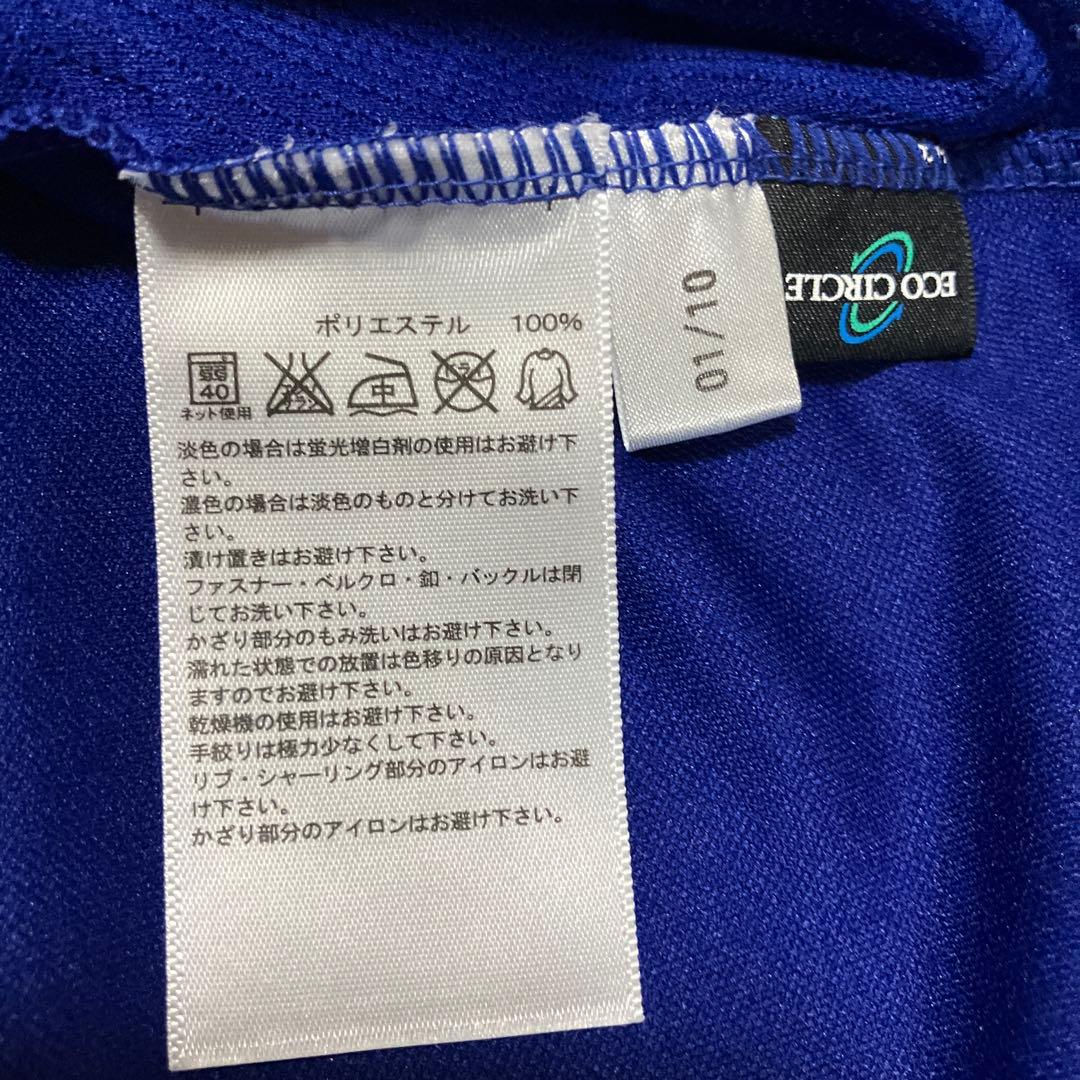 ポリエステル 100%
弱
40
ネット使用
中
淡色の場合は蛍光増白剤の使用はお避け下
さい。
濃色の場合は淡色のものと分けてお洗い下
さい。
漬け置きはお避け下さい。
ファスナー・ベルクロ・釦・バックルは閉
じてお洗い下さい。
かざり部分のもみ洗いはお避け下さい。
濡れた状態での放置は色移りの原因となり
ますのでお避け下さい。
乾燥機の使用はお避け下さい。
手絞りは極力少なくして下さい。
リブ・シャーリング部分のアイロンはお避
け下さい。
かざり部分のアイロンはお避け下さい。
01/10
ECO CIRCLE